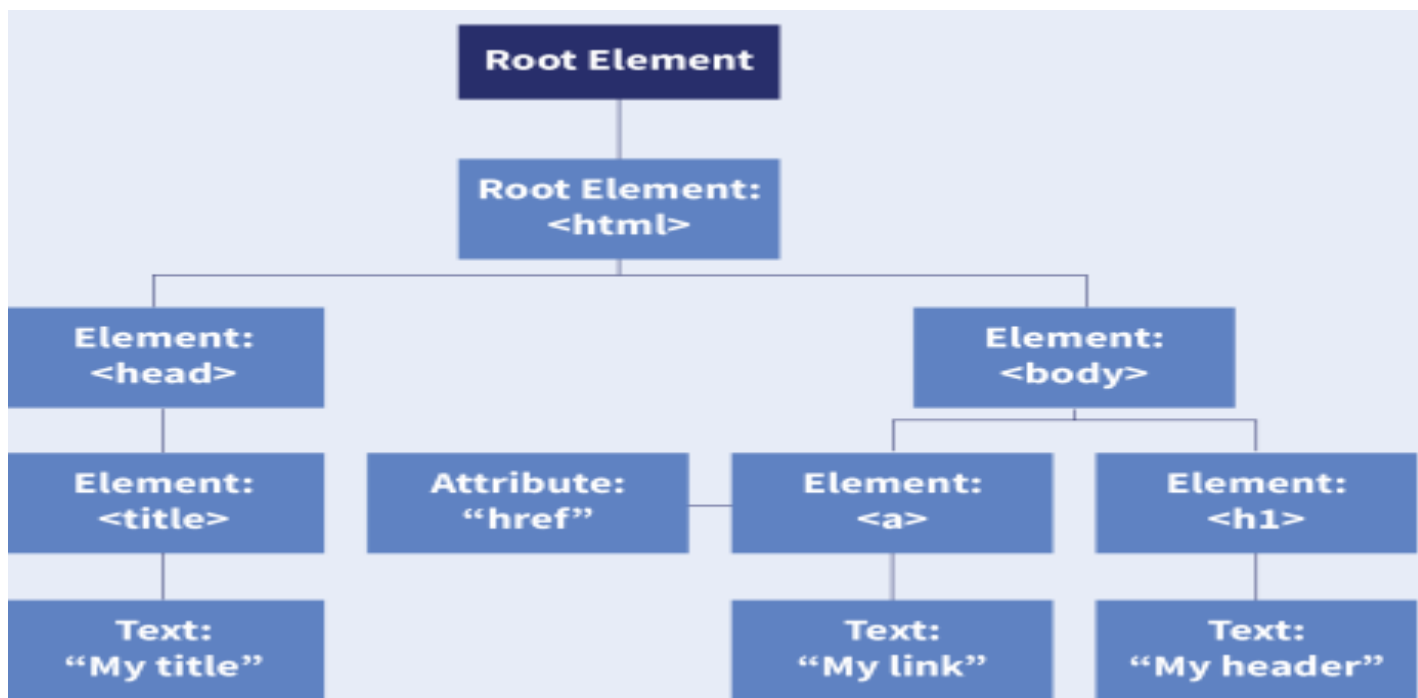 Root Element
Root Element:
<html>
Element:
<head>
Element:
<body>
Element:
<title>
Attribute:
“href”
Element:
<a>
Element:
<h1>
Text:
“My title”
Text:
“My link”
Text:
“My header”